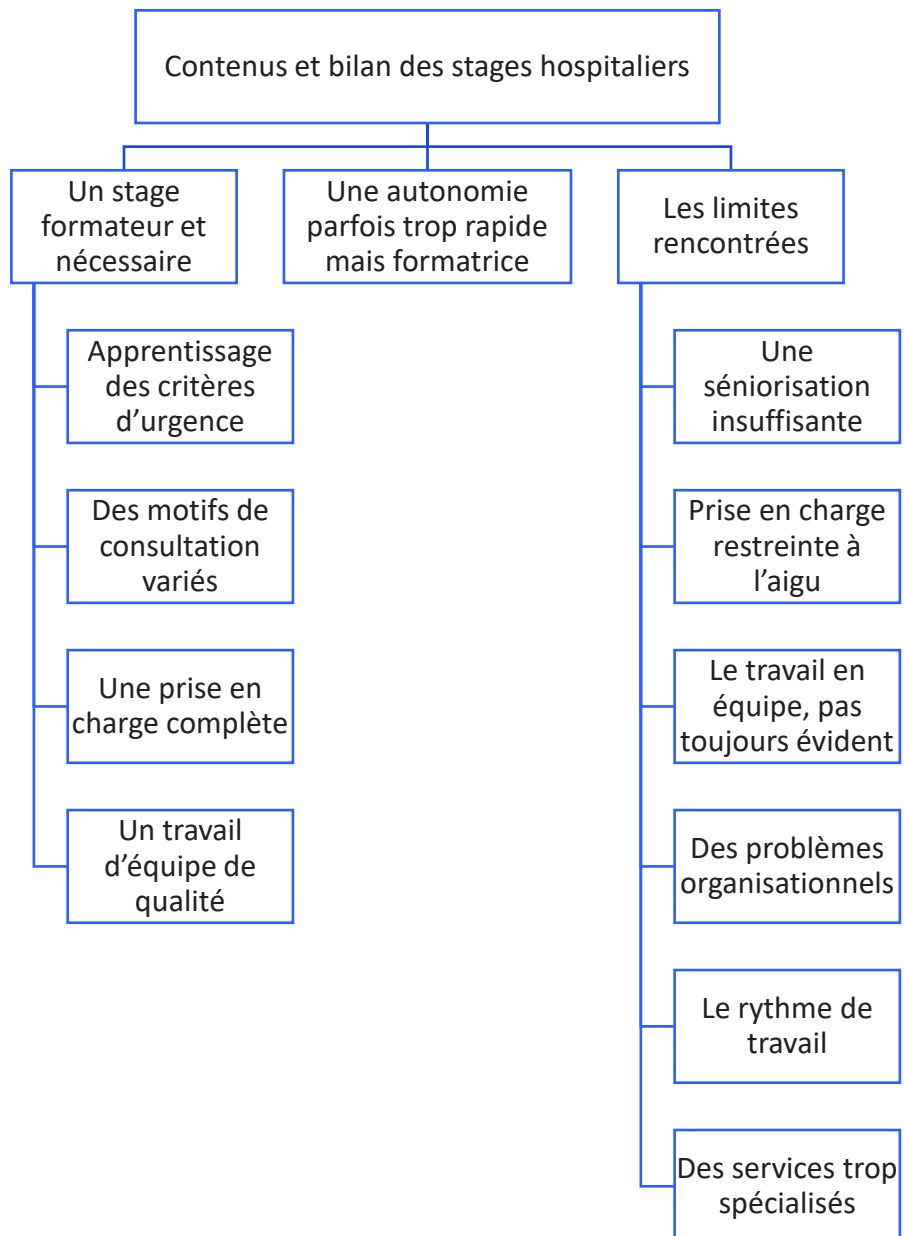 Contenus et bilan des stages hospitaliers
Un stage
formateur et
nécessaire
Une autonomie
parfois trop rapide
mais formatrice
Les limites
rencontrées
Apprentissage
des critères
d’urgence
Des motifs de
consultation
variés
Une prise en
charge complète
Un travail
d’équipe de
qualité
Une
séniorisation
insuffisante
Prise en charge
restreinte à
l’aigu
Le travail en
équipe, pas
toujours évident
Des problèmes
organisationnels
Le rythme de
travail
Des services trop
spécialisés